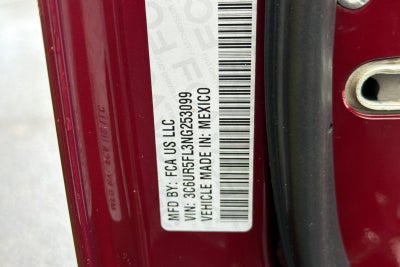 MFD BY: FCA US LLC
VIN: 3C6UR5FL3NG253099
VEHICLE MADE IN: MEXICO